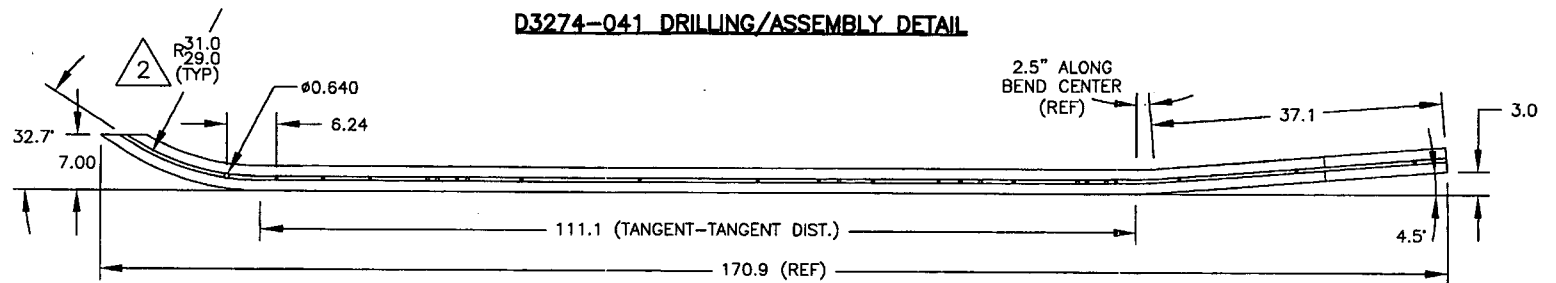 D3274-041 DRILLING/ASSEMBLY DETAIL
R31.0
29.0
(TYP)
2
2.5" ALONG
BEND CENTER
(REF)
ø0.640
6.24
37.1
3.0
32.7°
7.00
111.1 (TANGENT-TANGENT DIST.)
4.5°
170.9 (REF)